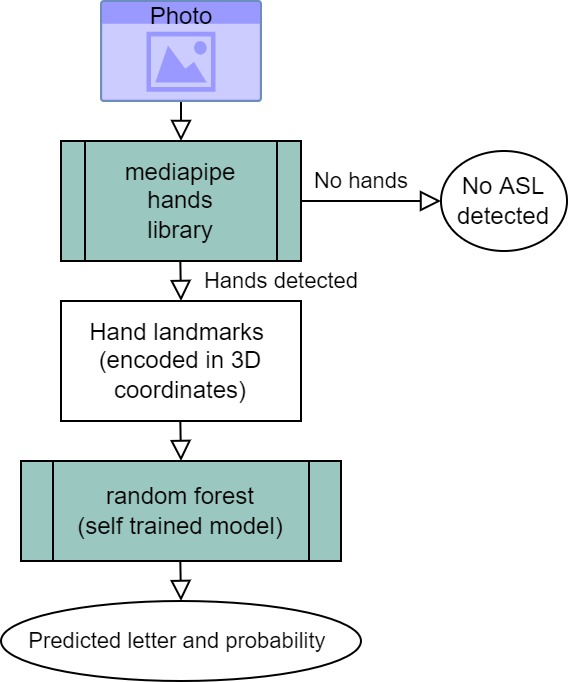 Photo
mediapipe
hands
library
No hands
No ASL
detected
Hands detected
Hand landmarks
(encoded in 3D
coordinates)
random forest
(self trained model)
Predicted letter and probability